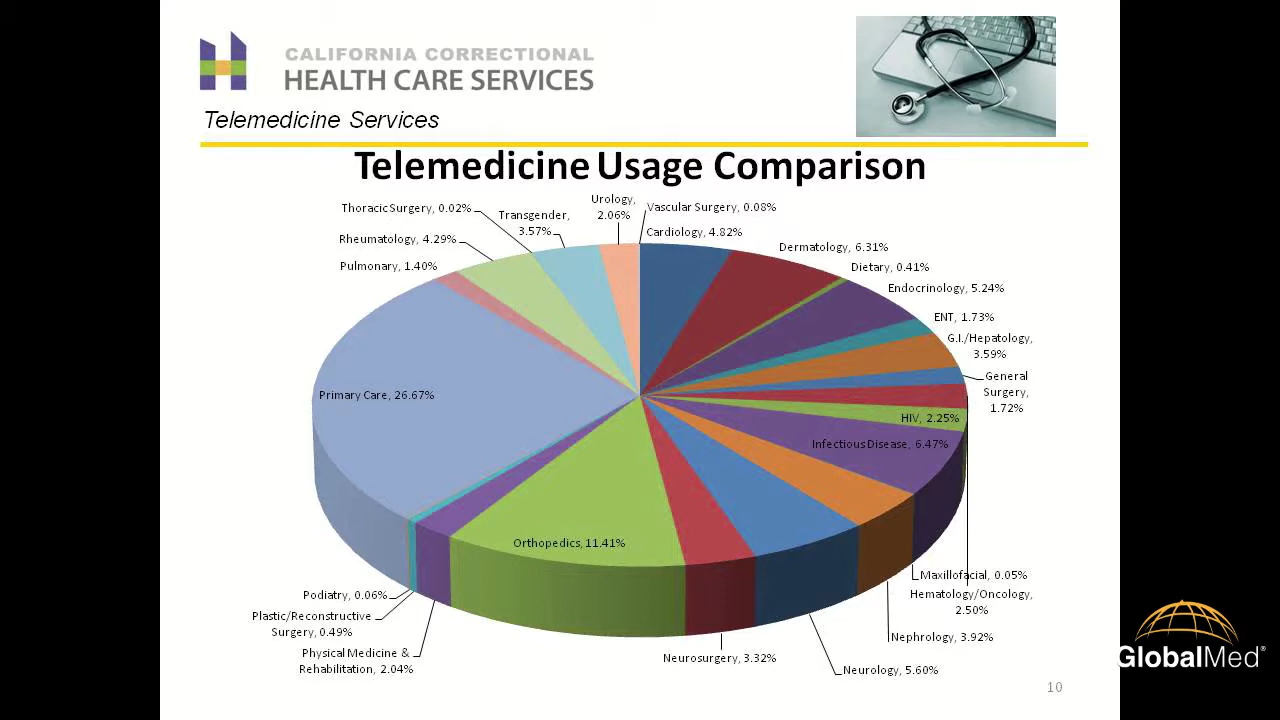 CALIFORNIA CORRECTIONAL
HEALTH CARE SERVICES
Telemedicine Services
Telemedicine Usage Comparison
Thoracic Surgery, 0.02%
Transgender,
3.57%
Urology,
2.06%
Vascular Surgery, 0.08%
Cardiology, 4.82%
Rheumatology, 4.29%
Pulmonary, 1.40%
Dermatology, 6.31%
Dietary, 0.41%
Endocrinology, 5.24%
ENT, 1.73%
G.I./Hepatology,
3.59%
General
Surgery,
1.72%
Primary Care, 26.67%
HIV, 2.25%
Infectious Disease, 6.47%
Orthopedics, 11.41%
Maxillofacial, 0.05%
Hematology/Oncology,
2.50%
Podiatry, 0.06%
Plastic/Reconstructive
Surgery, 0.49%
Physical Medicine &
Rehabilitation, 2.04%
Neurosurgery, 3.32%
Nephrology, 3.92%
Neurology, 5.60%
10
GlobalMed®